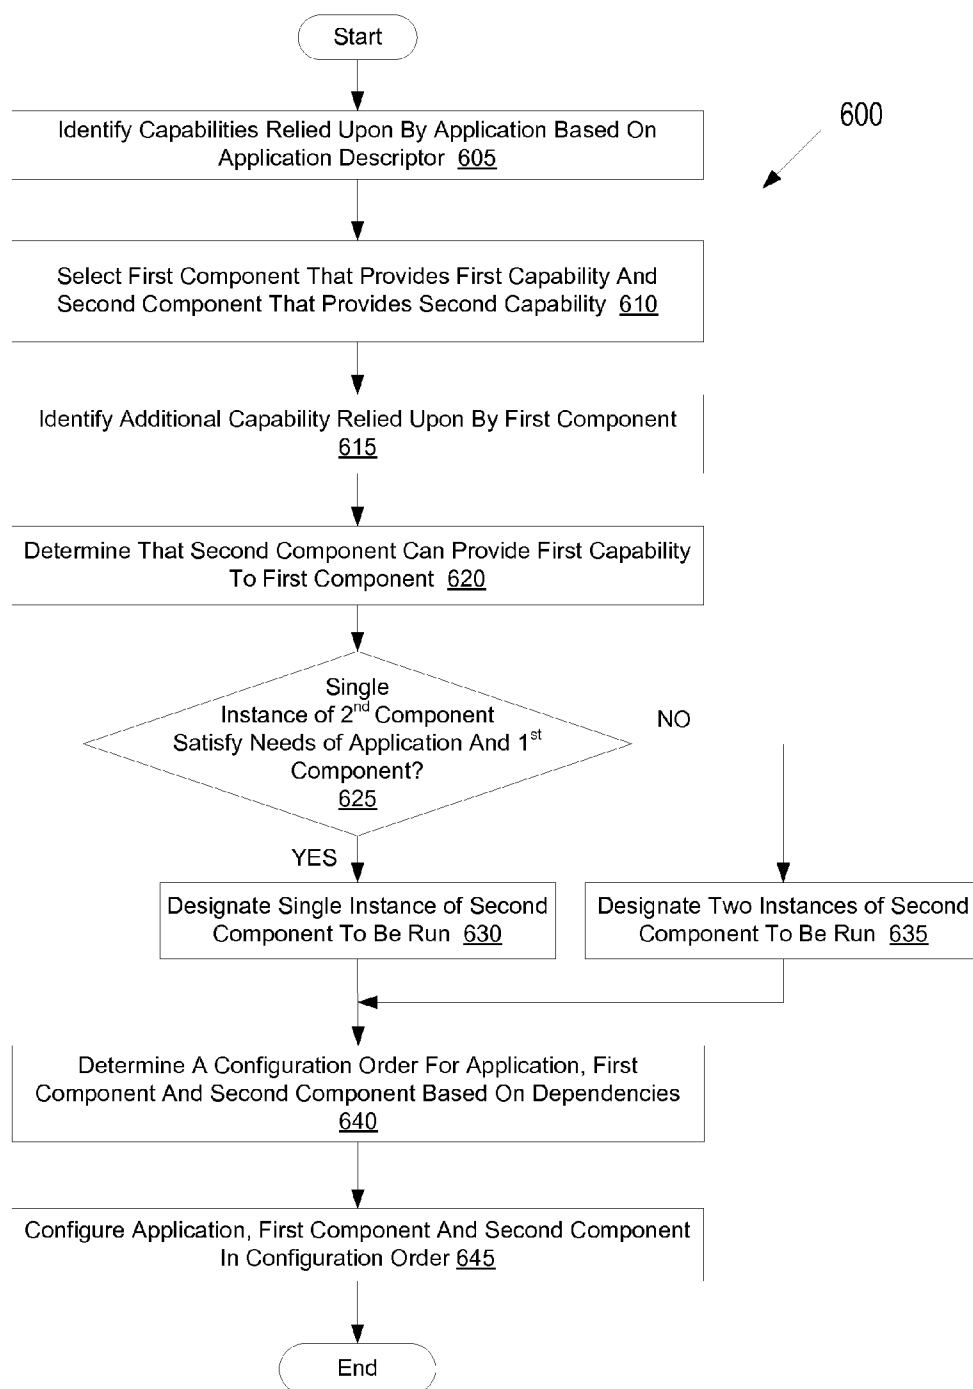 Start
600
Identify Capabilities Relied Upon By Application Based On
Application Descriptor 605
Select First Component That Provides First Capability And
Second Component That Provides Second Capability 610
Identify Additional Capability Relied Upon By First Component
615
Determine That Second Component Can Provide First Capability
To First Component 620
Single
Instance of 2nd Component
Satisfy Needs of Application And 1st
Component?
625
NO
YES
Designate Single Instance of Second
Component To Be Run 630
Designate Two Instances of Second
Component To Be Run 635
Determine A Configuration Order For Application, First
Component And Second Component Based On Dependencies
640
Configure Application, First Component And Second Component
In Configuration Order 645
End